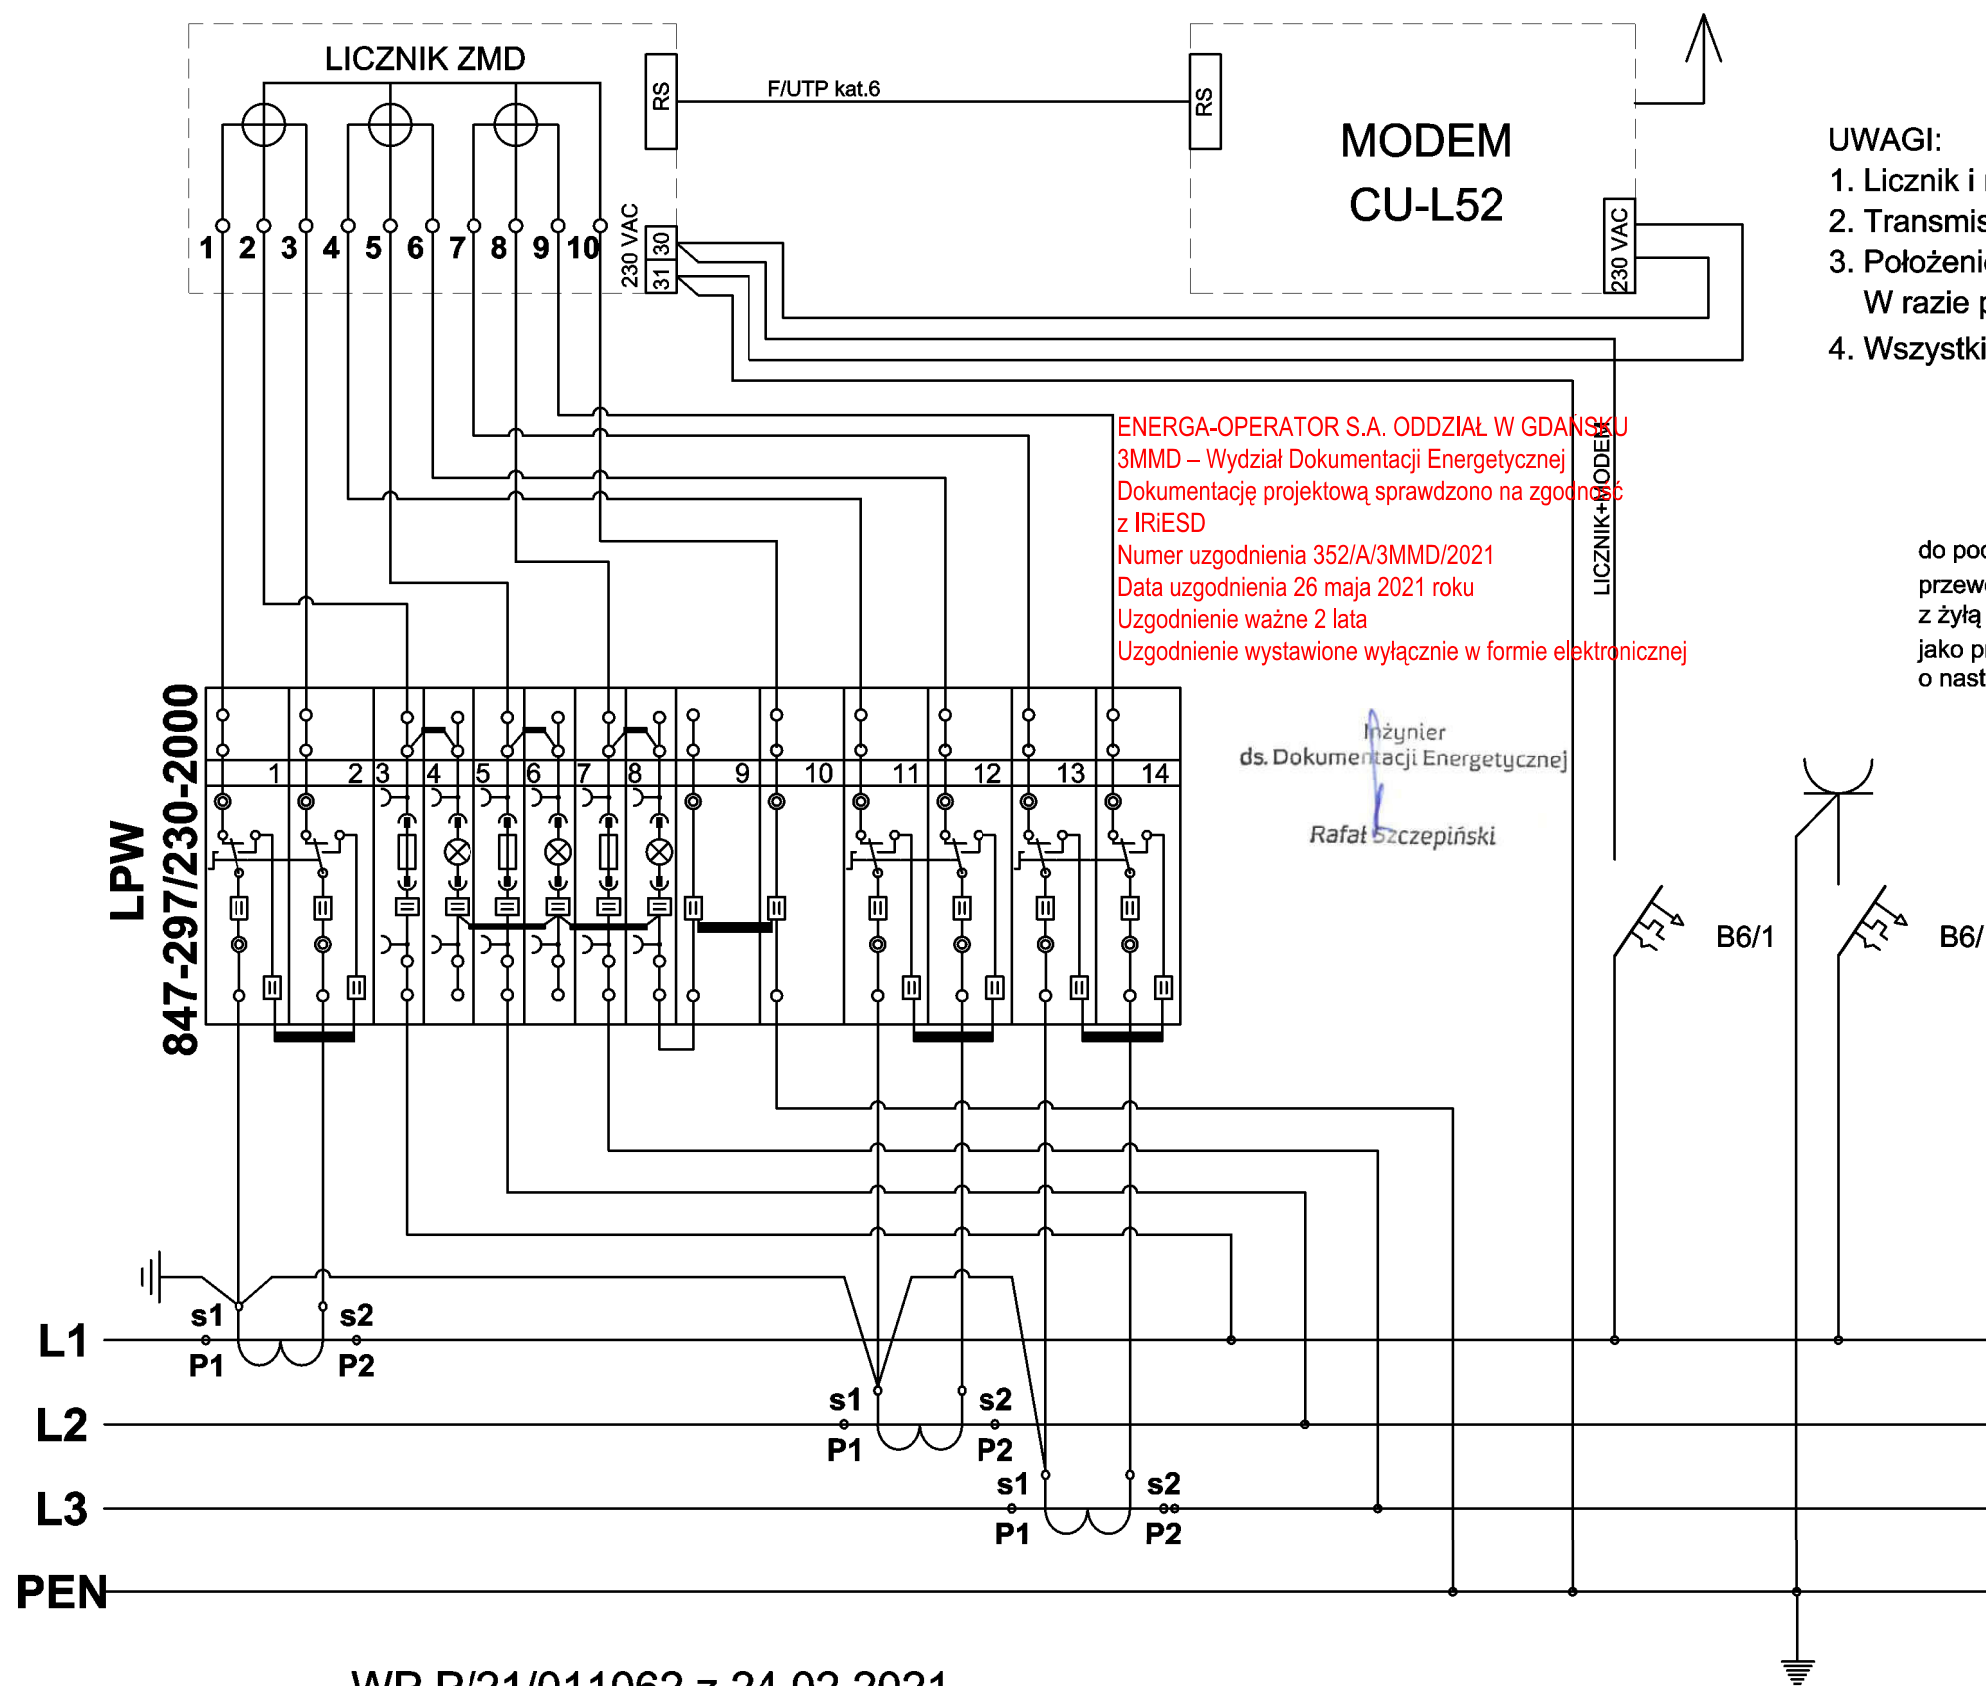 LICZNIK ZMD
RS
F/UTP kat.6
RS
MODEM
CU-L52
230 VAC
30
31
230 VAC
1 2 3 4 5 6 7 8 9 10
UWAGI:
1. Licznik i
2. Transmis
3. Położeni
W razie
4. Wszystki
ENERGA-OPERATOR S.A. ODDZIAŁ W GDAŃSKU
3MMD – Wydział Dokumentacji Energetycznej
Dokumentację projektową sprawdzono na zgodność
z IRiESD
Numer uzgodnienia 352/A/3MMD/2021
Data uzgodnienia 26 maja 2021 roku
Uzgodnienie ważne 2 lata
Uzgodnienie wystawione wyłącznie w formie elektronicznej
LICZNIK+MODEM
do
z żyłą
jako
o nast
Inżynier
ds. Dokumentacji Energetycznej
Rafał Szczepiński
LPW
847-297/230-2000
1 2 3 4 5 6 7 8 9 10 11 12 13 14
B6/1
B6/
s1 s2
L1
P1 P2
s1 s2
L2
P1 P2
s1 s2
L3
P1 P2
PEN
WP P/21/011062 z 24.02.2021